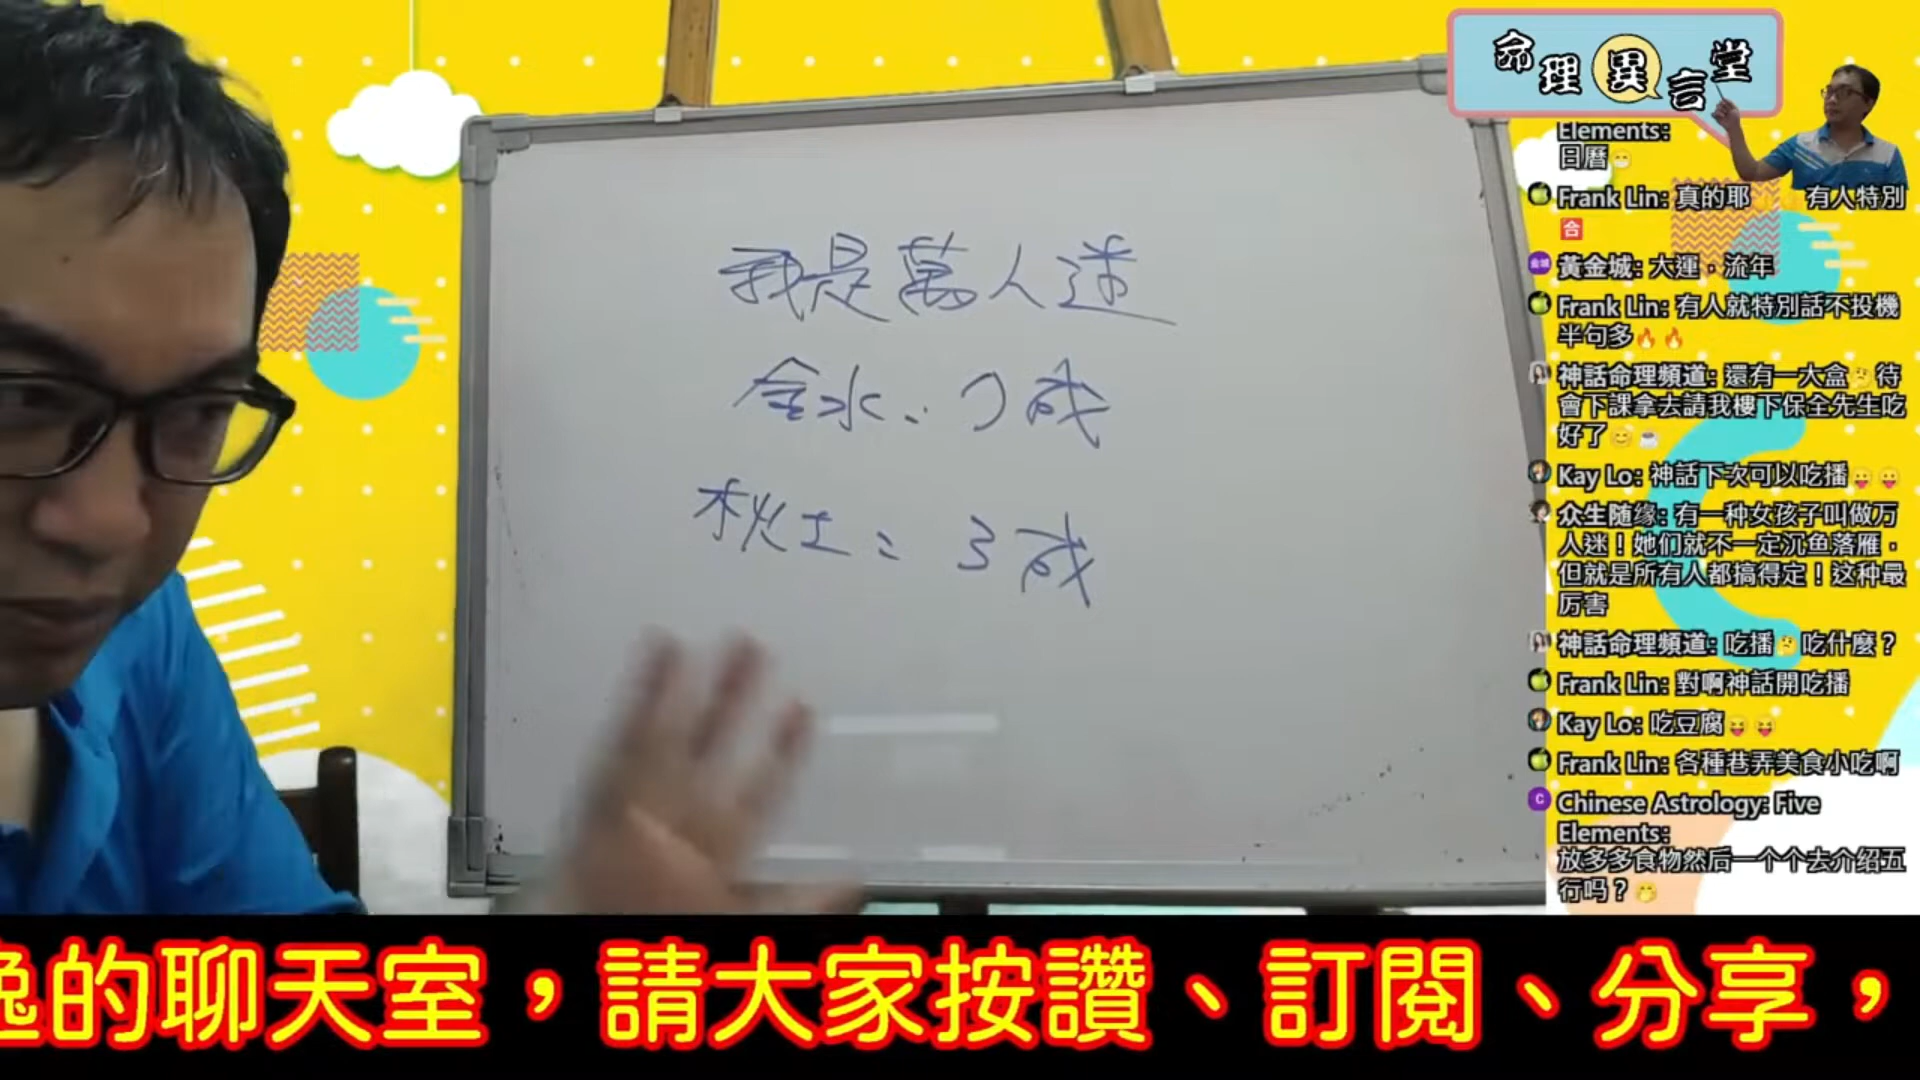 命理異言堂
我是萬人迷
金水：7成
木火土：3成
Elements:
日曆
Frank Lin: 真的耶 有人特別
合
黃金城: 大運，流年
Frank Lin: 有人就特別話不投機
半句多
神話命理頻道: 還有一大盒 待
會下課拿去請我樓下保全先生吃
好了
Kay Lo: 神話下次可以吃播
众生随缘: 有一种女孩子叫做万
人迷！她们就不一定沉鱼落雁，
但就是所有人都搞得定！这种最
厉害
神話命理頻道: 吃播 吃什麼？
Frank Lin: 對啊神話開吃播
Kay Lo: 吃豆腐
Frank Lin: 各種巷弄美食小吃啊
Chinese Astrology: Five
Elements:
放多多食物然后一个个去介绍五
行吗？
逸的聊天室，請大家按讚、訂閱、分享，